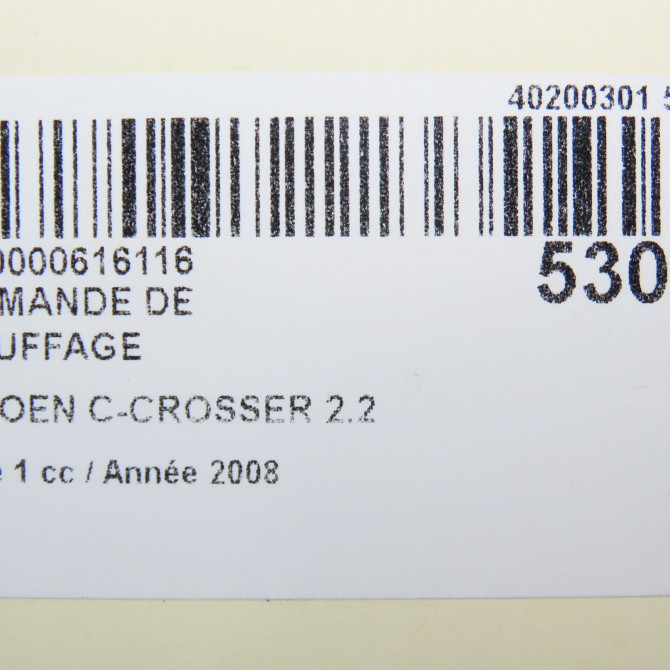 40200301 5
0000616116
530
MANDE DE
UFFAGE
OEN C-CROSSER 2.2
e 1 cc / Année 2008